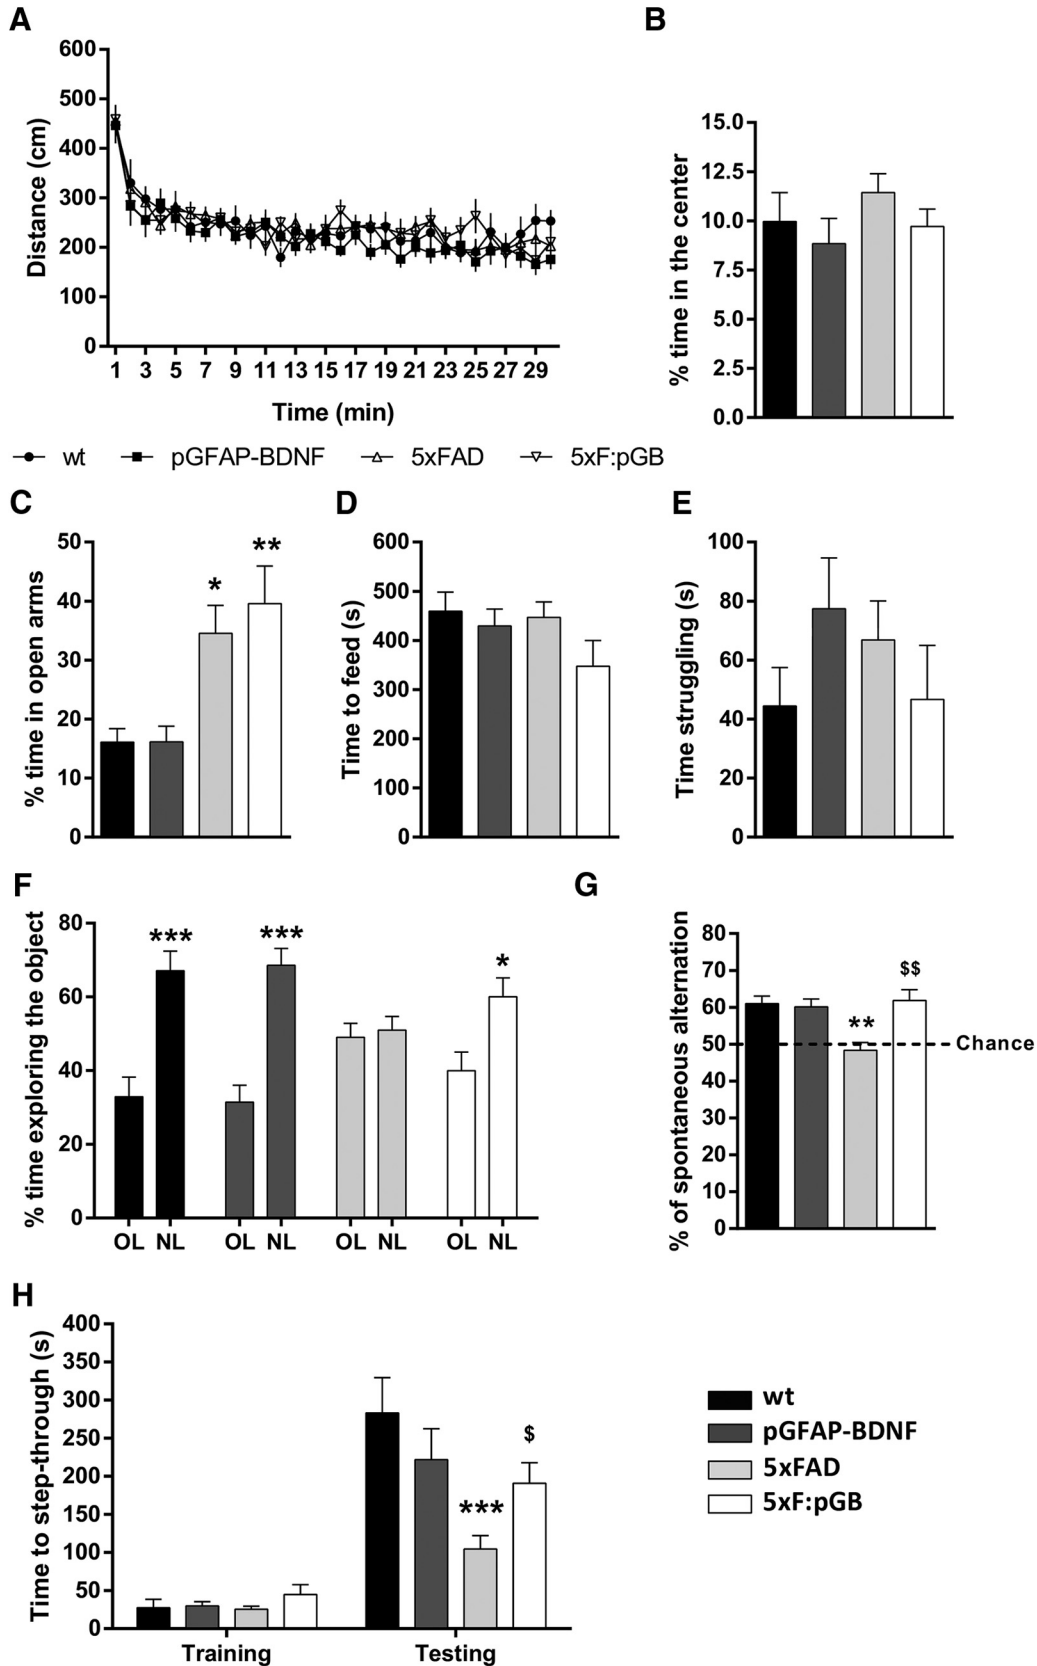 A
600
500
400
300
200
100
0
Distance (cm)
1 3 5 7 9 11 13 15 17 19 21 23 25 27 29
Time (min)
wt pGFAP-BDNF 5xFAD 5xF:pGB
B
15.0
12.5
10.0
7.5
5.0
2.5
0.0
% time in the center
C
50
40
30
20
10
0
% time in open arms
*
**
D
600
500
400
300
200
100
0
Time to feed (s)
E
100
80
60
40
20
0
Time struggling (s)
F
80
60
40
20
0
% time exploring the object
***
***
*
OL NL OL NL OL NL OL NL
G
80
70
60
50
40
30
20
10
0
% of spontaneous alternation
**
$$
Chance
H
400
350
300
250
200
150
100
50
0
Time to step-through (s)
***
$
Training Testing
wt
pGFAP-BDNF
5xFAD
5xF:pGB